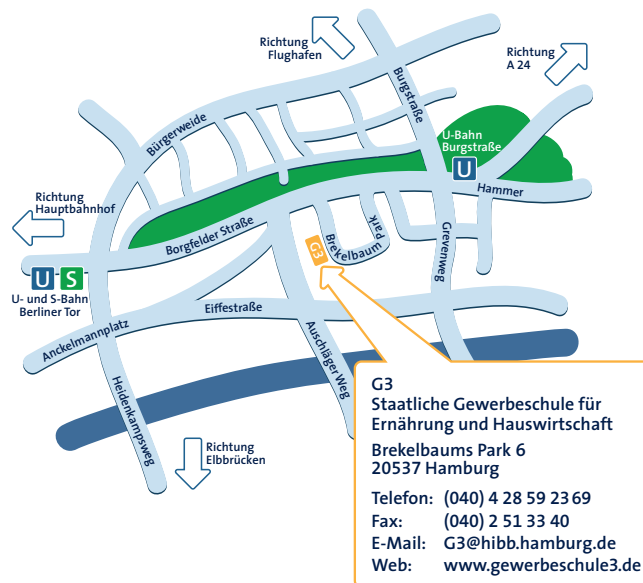 Richtung
Flughafen
Richtung
A 24
Burgstraße
Bürgerweide
U-Bahn
Burgstraße
U
Hammer
Richtung
Hauptbahnhof
Borgfelder Straße
Brekelbaum
Park
G3
Grevenweg
U S
U- und S-Bahn
Berliner Tor
Eiffestraße
Anckelmannplatz
Auschläger Weg
Heidenkampsweg
Richtung
Elbbrücken
G3
Staatliche Gewerbeschule für
Ernährung und Hauswirtschaft
Brekelbaums Park 6
20537 Hamburg
Telefon: (040) 4 28 59 23 69
Fax: (040) 2 51 33 40
E-Mail: G3@hibb.hamburg.de
Web: www.gewerbeschule3.de